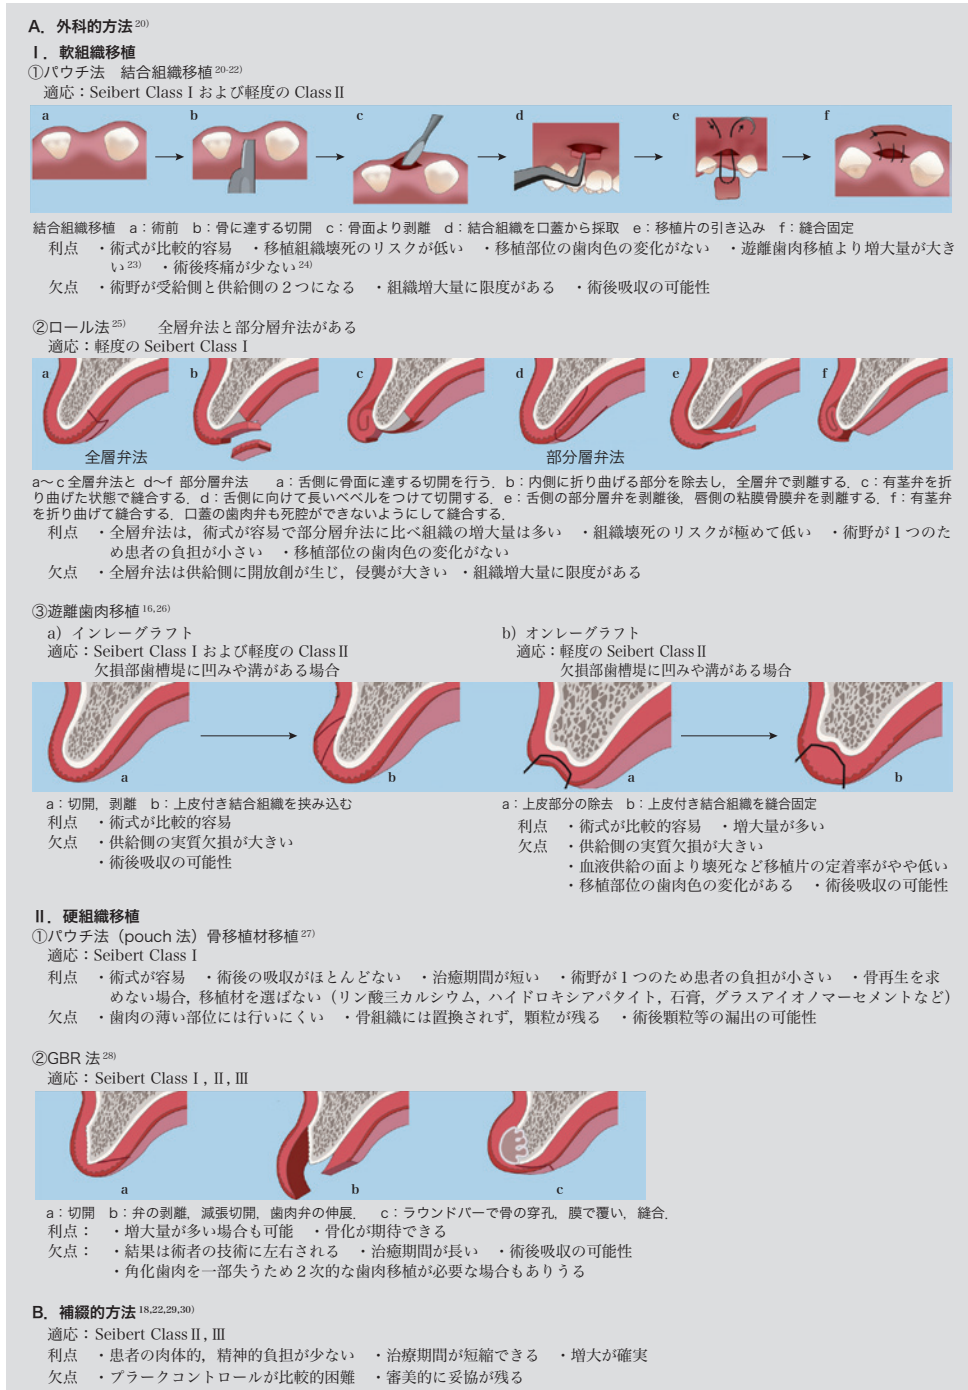 A．外科的方法20)
Ⅰ．軟組織移植
①パウチ法　結合組織移植20-22)
適応：Seibert Class Ⅰ および軽度の Class Ⅱ
a b c d e f
結合組織移植　a：術前　b：骨に達する切開　c：骨面より剥離　d：結合組織を口蓋から採取　e：移植片の引き込み　f：縫合固定
利点　・術式が比較的容易　・移植組織壊死のリスクが低い　・移植部位の歯肉色の変化がない　・遊離歯肉移植より増大量が大き
い23)　・術後疼痛が少ない24)
欠点　・術野が受給側と供給側の２つになる　・組織増大量に限度がある　・術後吸収の可能性
②ロール法25)　　全層弁法と部分層弁法がある
適応：軽度の Seibert Class Ⅰ
a b c d e f
全層弁法 部分層弁法
a～c 全層弁法と d～f 部分層弁法　　a：舌側に骨面に達する切開を行う．b：内側に折り曲げる部分を除去し，全層弁で剥離する．c：有茎弁を折
り曲げた状態で縫合する．d：舌側に向けて長いベベルをつけて切開する．e：舌側の部分層弁を剥離後，唇側の粘膜骨膜弁を剥離する．f：有茎弁
を折り曲げて縫合する．口蓋の歯肉弁も死腔ができないようにして縫合する．
利点　・全層弁法は，術式が容易で部分層弁法に比べ組織の増大量は多い　・組織壊死のリスクが極めて低い　・術野が１つのた
め患者の負担が小さい　・移植部位の歯肉色の変化がない
欠点　・全層弁法は供給側に開放創が生じ，侵襲が大きい　・組織増大量に限度がある
③遊離歯肉移植16,26)
a）インレーグラフト
適応：Seibert Class Ⅰ および軽度の Class Ⅱ
欠損部歯槽堤に凹みや溝がある場合
a b
a：切開，剥離　b：上皮付き結合組織を挟み込む
利点　・術式が比較的容易
欠点　・供給側の実質欠損が大きい
・術後吸収の可能性
b）オンレーグラフト
適応：軽度の Seibert Class Ⅱ
欠損部歯槽堤に凹みや溝がある場合
a b
a：上皮部分の除去　b：上皮付き結合組織を縫合固定
利点　・術式が比較的容易　・増大量が多い
欠点　・供給側の実質欠損が大きい
・血液供給の面より壊死など移植片の定着率がやや低い
・移植部位の歯肉色の変化がある　・術後吸収の可能性
Ⅱ．硬組織移植
①パウチ法（pouch 法）骨移植材移植27)
適応：Seibert Class Ⅰ
利点　・術式が容易　・術後の吸収がほとんどない　・治癒期間が短い　・術野が１つのため患者の負担が小さい　・骨再生を求
めない場合，移植材を選ばない（リン酸三カルシウム，ハイドロキシアパタイト，石膏，グラスアイオノマーセメントなど）
欠点　・歯肉の薄い部位には行いにくい　・骨組織には置換されず，顆粒が残る　・術後顆粒等の漏出の可能性
②GBR 法28)
適応：Seibert Class Ⅰ，Ⅱ，Ⅲ
a b c
a：切開　b：弁の剥離，減張切開，歯肉弁の伸展．　c：ラウンドバーで骨の穿孔，膜で覆い，縫合．
利点：　・増大量が多い場合も可能　・骨化が期待できる
欠点：　・結果は術者の技術に左右される　・治癒期間が長い　・術後吸収の可能性
・角化歯肉を一部失うため２次的な歯肉移植が必要な場合もありうる
B．補綴的方法18,22,29,30)
適応：Seibert Class Ⅱ，Ⅲ
利点　・患者の肉体的，精神的負担が少ない　・治療期間が短縮できる　・増大が確実
欠点　・プラークコントロールが比較的困難　・審美的に妥協が残る